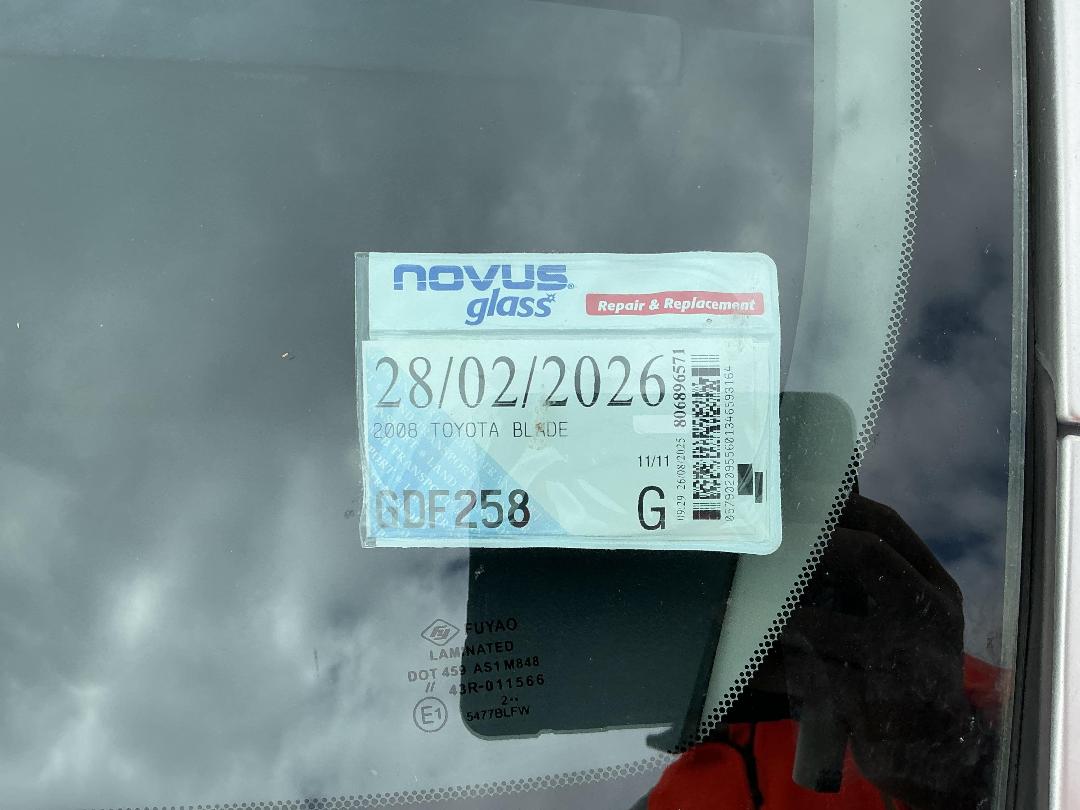 novus®
glass
Repair & Replacement
28/02/2026
2008 TOYOTA BLADE
11/11
GDF258
G
09:29 26/08/2025
806896571
FUYAO
LAMINATED
DOT 459 AS1 M848
// 43R-011566
E1
5477BLFW